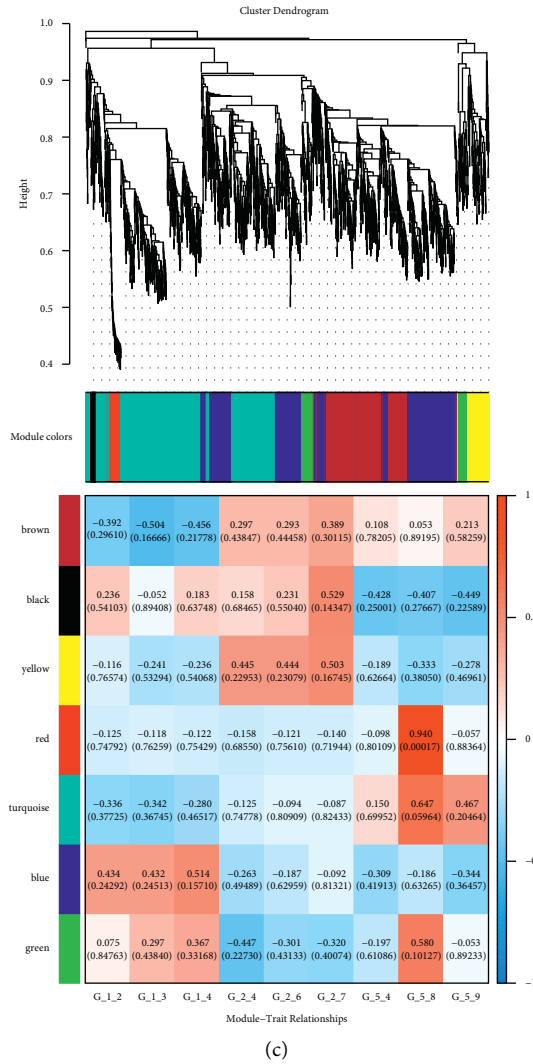 Cluster Dendrogram
1.0
0.9
0.8
0.7
0.6
0.5
0.4
Height
Module colors
brown
−0.392 −0.504 −0.456 0.297 0.293 0.389 0.108 0.053 0.213
(0.29610) (0.16666) (0.21778) (0.43847) (0.44458) (0.30115) (0.78205) (0.89195) (0.58259)
black
0.236 −0.052 0.183 0.158 0.231 0.529 −0.428 −0.407 −0.449
(0.54103) (0.89408) (0.63748) (0.68465) (0.55040) (0.14347) (0.25001) (0.27667) (0.22589)
yellow
−0.116 −0.241 −0.236 0.445 0.444 0.503 −0.189 −0.333 −0.278
(0.76574) (0.53294) (0.54068) (0.22953) (0.23079) (0.16745) (0.62664) (0.38050) (0.46961)
red
−0.125 −0.118 −0.122 −0.158 −0.121 −0.140 −0.098 0.940 −0.057
(0.74792) (0.76259) (0.75429) (0.68550) (0.75610) (0.71944) (0.80109) (0.00017) (0.88364)
turquoise
−0.336 −0.342 −0.280 −0.125 −0.094 −0.087 0.150 0.647 0.467
(0.37725) (0.36745) (0.46517) (0.74778) (0.80909) (0.82433) (0.69952) (0.05964) (0.20464)
blue
0.434 0.432 0.514 −0.263 −0.187 −0.092 −0.309 −0.186 −0.344
(0.24292) (0.24513) (0.15710) (0.49489) (0.62959) (0.81321) (0.41913) (0.63265) (0.36457)
green
0.075 0.297 0.367 −0.447 −0.301 −0.320 −0.197 0.580 −0.053
(0.84763) (0.43840) (0.33168) (0.22730) (0.43133) (0.40074) (0.61086) (0.10127) (0.89233)
G_1_2 G_1_3 G_1_4 G_2_4 G_2_6 G_2_7 G_5_4 G_5_8 G_5_9
Module−Trait Relationships
1
0.
0
−0
(c)